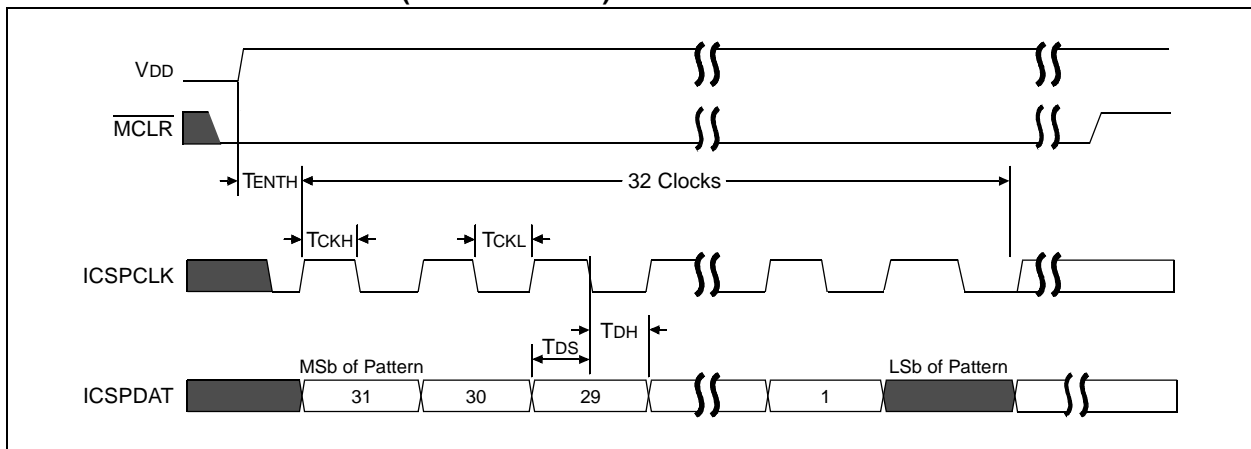 VDD
MCLR
TENTH
32 Clocks
TCKH
TCKL
ICSPCLK
TDH
TDS
MSb of Pattern
LSb of Pattern
ICSPDAT
31
30
29
1